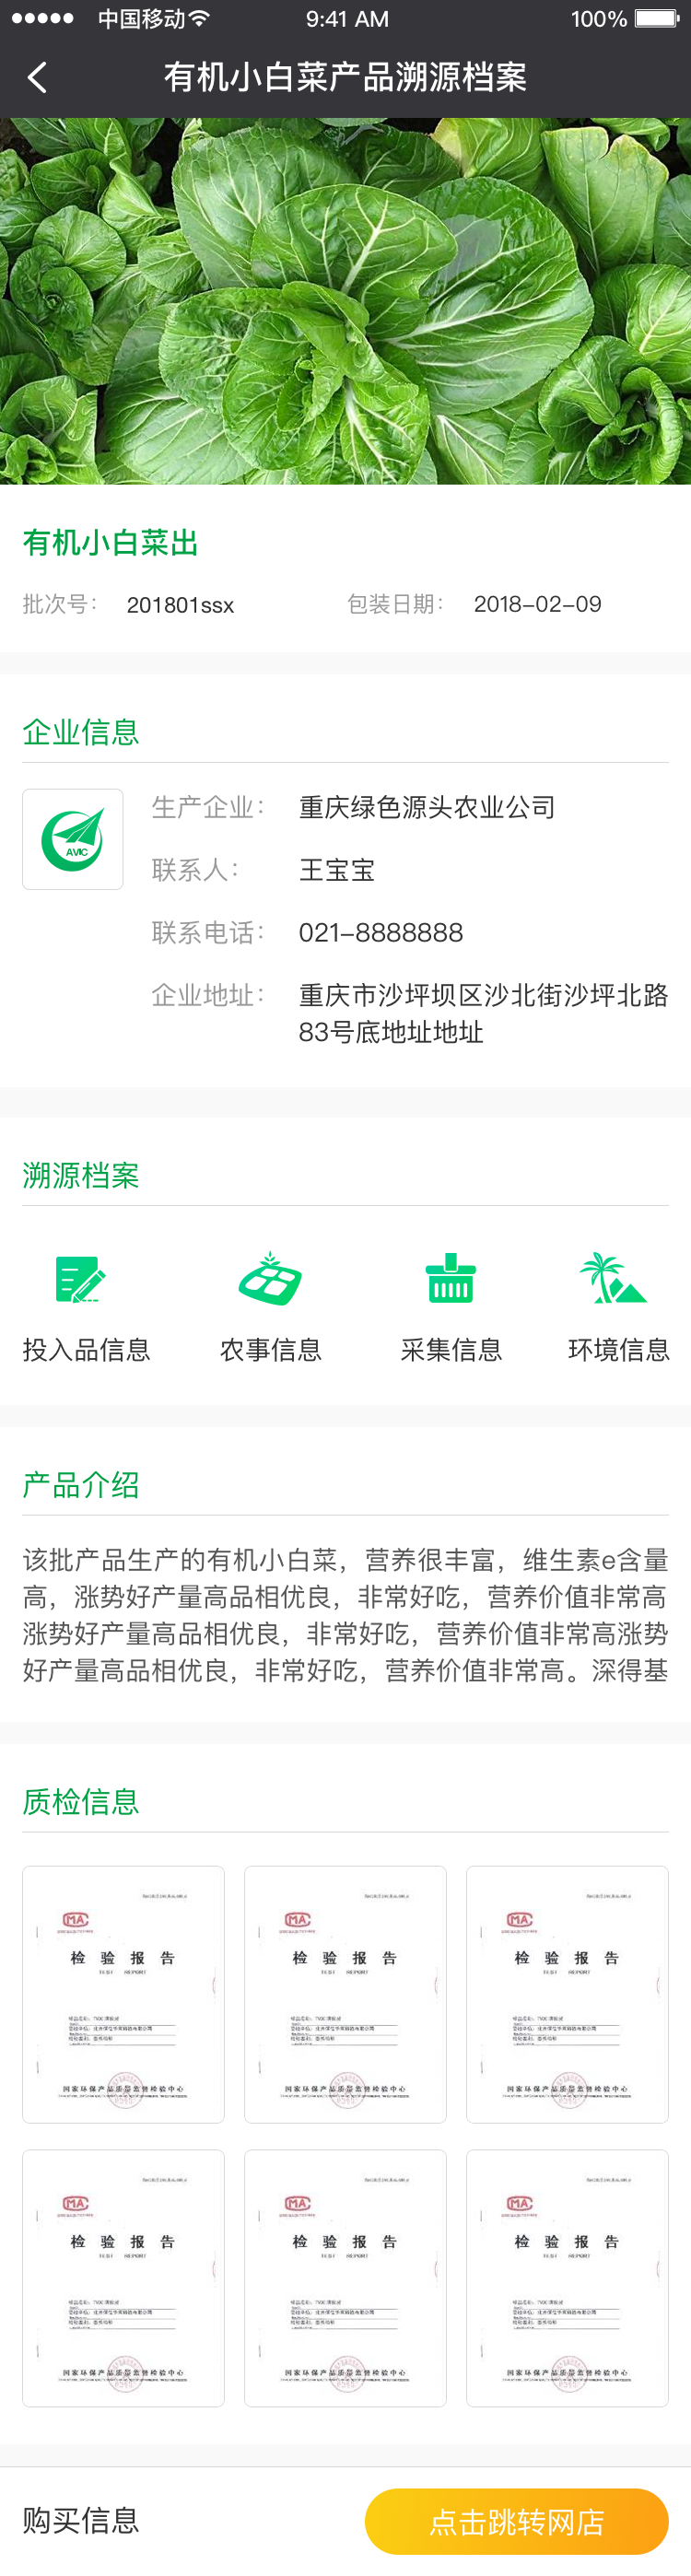 中国移动 9:41 AM 100%
有机小白菜产品溯源档案
有机小白菜出
批次号： 201801ssx 包装日期： 2018-02-09
企业信息
AVIC
生产企业： 重庆绿色源头农业公司
联系人： 王宝宝
联系电话： 021-8888888
企业地址： 重庆市沙坪坝区沙北街沙坪北路
83号底地址地址
溯源档案
投入品信息 农事信息 采集信息 环境信息
产品介绍
该批产品生产的有机小白菜，营养很丰富，维生素e含量
高，涨势好产量高品相优良，非常好吃，营养价值非常高
涨势好产量高品相优良，非常好吃，营养价值非常高涨势
好产量高品相优良，非常好吃，营养价值非常高。深得基
质检信息
MA MA MA
检验报告 检验报告 检验报告
TEST REPORT TEST REPORT TEST REPORT
国家环保产品质量监督检验中心 国家环保产品质量监督检验中心 国家环保产品质量监督检验中心
MA MA MA
检验报告 检验报告 检验报告
TEST REPORT TEST REPORT TEST REPORT
国家环保产品质量监督检验中心 国家环保产品质量监督检验中心 国家环保产品质量监督检验中心
购买信息 点击跳转网店